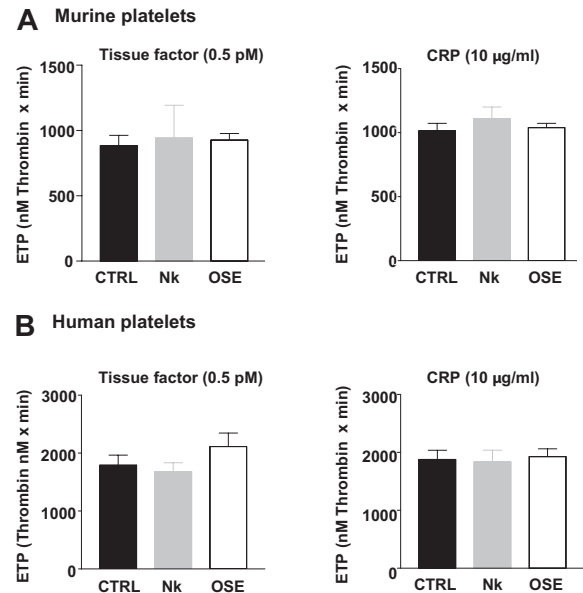 A Murine platelets
Tissue factor (0.5 pM)
ETP (nM Thrombin x min)
1500
1000
500
0
CTRL Nk OSE
CRP (10 µg/ml)
ETP (nM Thrombin x min)
1500
1000
500
0
CTRL Nk OSE
B Human platelets
Tissue factor (0.5 pM)
ETP (Thrombin nM x min)
3000
2000
1000
0
CTRL Nk OSE
CRP (10 µg/ml)
ETP (nM Thrombin x min)
3000
2000
1000
0
CTRL Nk OSE